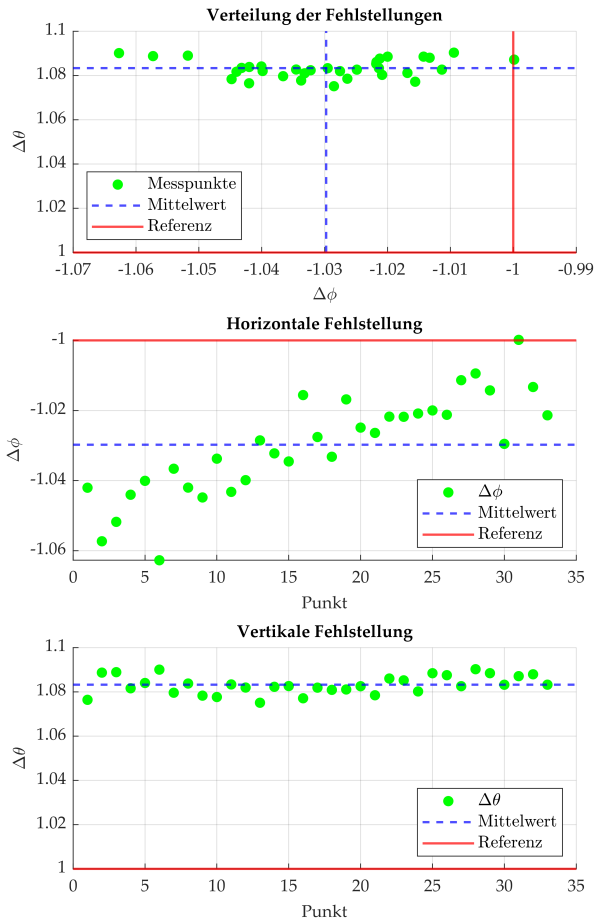 Verteilung der Fehlstellungen
1.1
1.08
1.06
1.04
1.02
1
Δθ
Messpunkte
Mittelwert
Referenz
-1.07 -1.06 -1.05 -1.04 -1.03 -1.02 -1.01 -1 -0.99
Δϕ
Horizontale Fehlstellung
-1
-1.02
-1.04
-1.06
Δϕ
Δϕ
Mittelwert
Referenz
0 5 10 15 20 25 30 35
Punkt
Vertikale Fehlstellung
1.1
1.08
1.06
1.04
1.02
1
Δθ
Δθ
Mittelwert
Referenz
0 5 10 15 20 25 30 35
Punkt